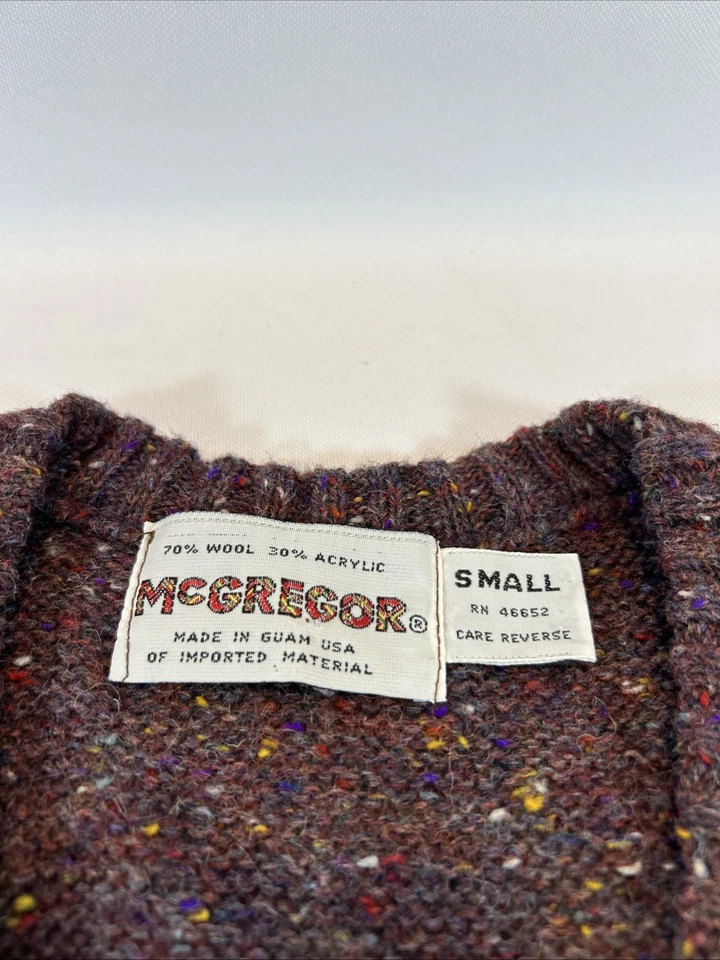 70% WOOL 30% ACRYLIC
McGREGOR®
MADE IN GUAM USA
OF IMPORTED MATERIAL
SMALL
RN 46652
CARE REVERSE